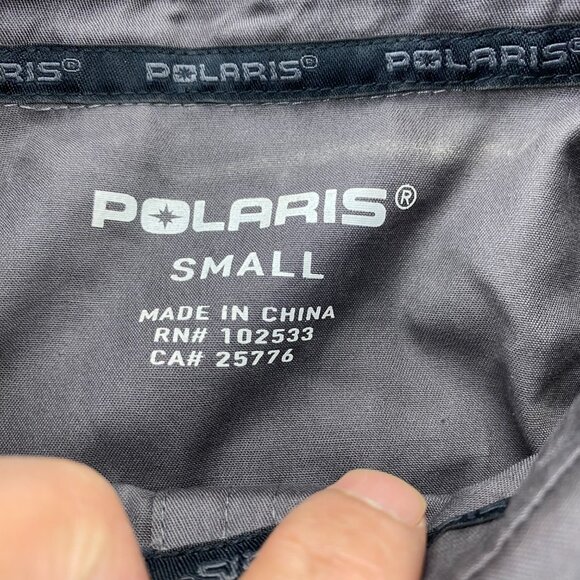 POLARIS® POLARIS® POLARIS®
POLARIS®
SMALL
MADE IN CHINA
RN# 102533
CA# 25776